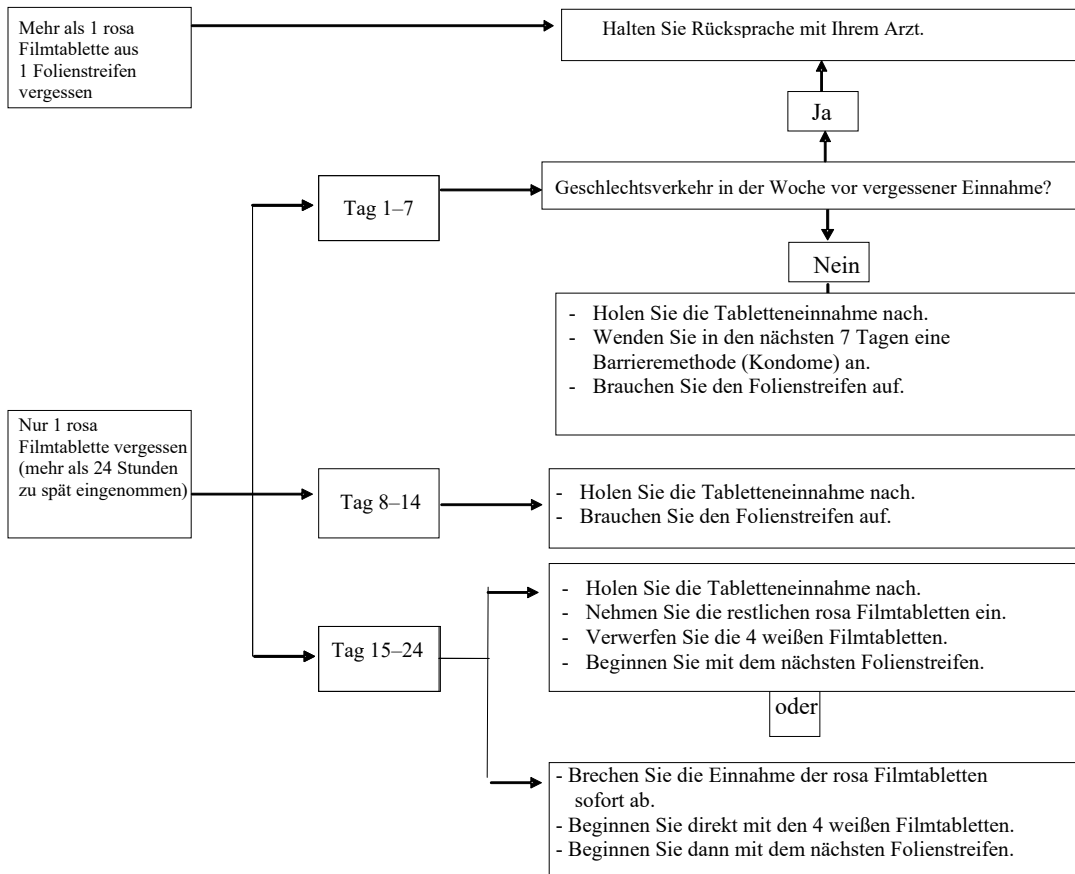 Mehr als 1 rosa
Filmtablette aus
1 Folienstreifen
vergessen
Halten Sie Rücksprache mit Ihrem Arzt.
Ja
Geschlechtsverkehr in der Woche vor vergessener Einnahme?
Tag 1–7
Nein
- Holen Sie die Tabletteneinnahme nach.
- Wenden Sie in den nächsten 7 Tagen eine
Barrieremethode (Kondome) an.
- Brauchen Sie den Folienstreifen auf.
Nur 1 rosa
Filmtablette vergessen
(mehr als 24 Stunden
zu spät eingenommen)
Tag 8–14
- Holen Sie die Tabletteneinnahme nach.
- Brauchen Sie den Folienstreifen auf.
Tag 15–24
- Holen Sie die Tabletteneinnahme nach.
- Nehmen Sie die restlichen rosa Filmtabletten ein.
- Verwerfen Sie die 4 weißen Filmtabletten.
- Beginnen Sie mit dem nächsten Folienstreifen.
oder
- Brechen Sie die Einnahme der rosa Filmtabletten
sofort ab.
- Beginnen Sie direkt mit den 4 weißen Filmtabletten.
- Beginnen Sie dann mit dem nächsten Folienstreifen.